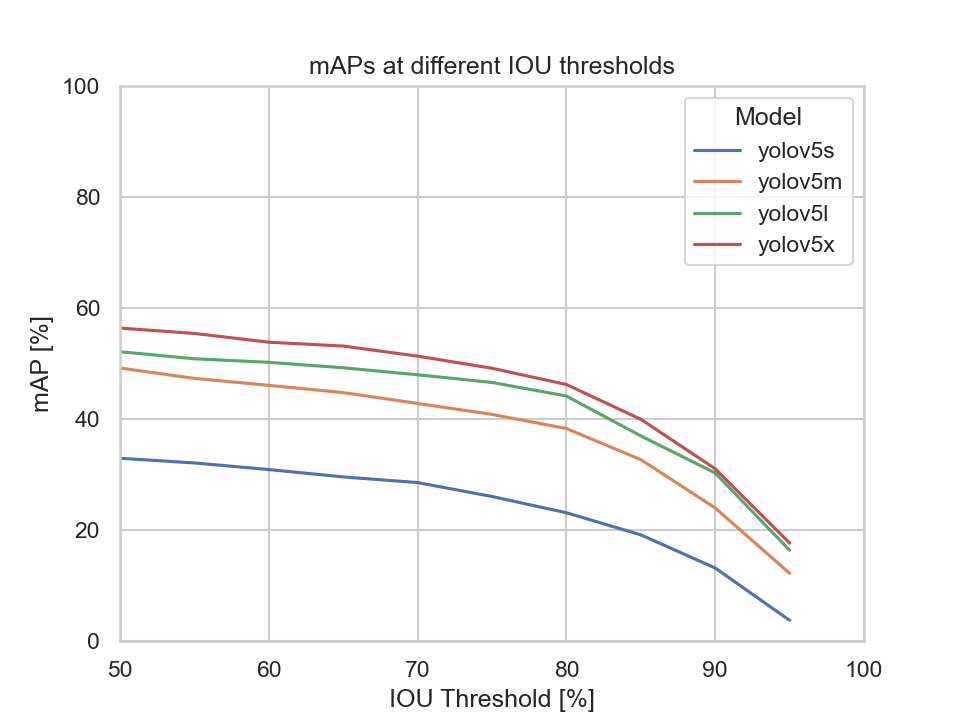 mAPs at different IOU thresholds
100
80
60
40
20
0
mAP [%]
Model
yolov5s
yolov5m
yolov5l
yolov5x
50 60 70 80 90 100
IOU Threshold [%]